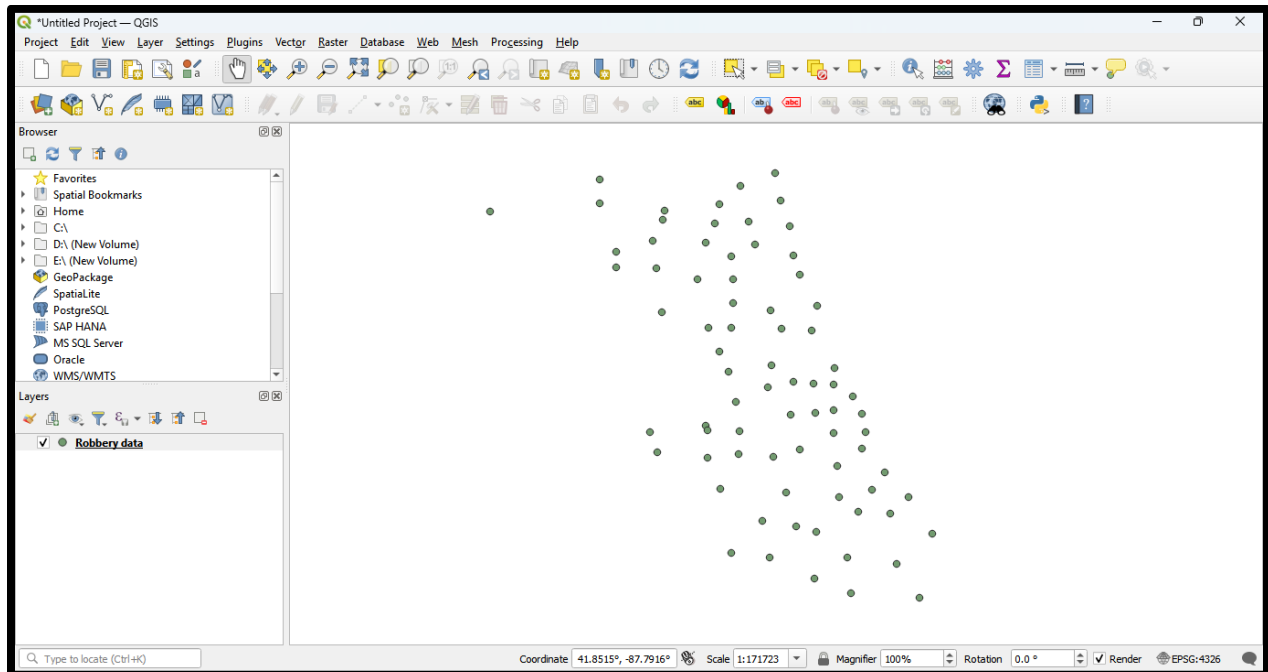 *Untitled Project — QGIS
Project Edit View Layer Settings Plugins Vector Raster Database Web Mesh Processing Help
abc abc abc
Browser
Favorites
Spatial Bookmarks
Home
C:\
D:\ (New Volume)
E:\ (New Volume)
GeoPackage
SpatiaLite
PostgreSQL
SAP HANA
MS SQL Server
Oracle
WMS/WMTS
Layers
Robbery data
Type to locate (Ctrl+K) Coordinate 41.8515°, -87.7916° Scale 1:171723 Magnifier 100% Rotation 0.0 ° Render EPSG:4326